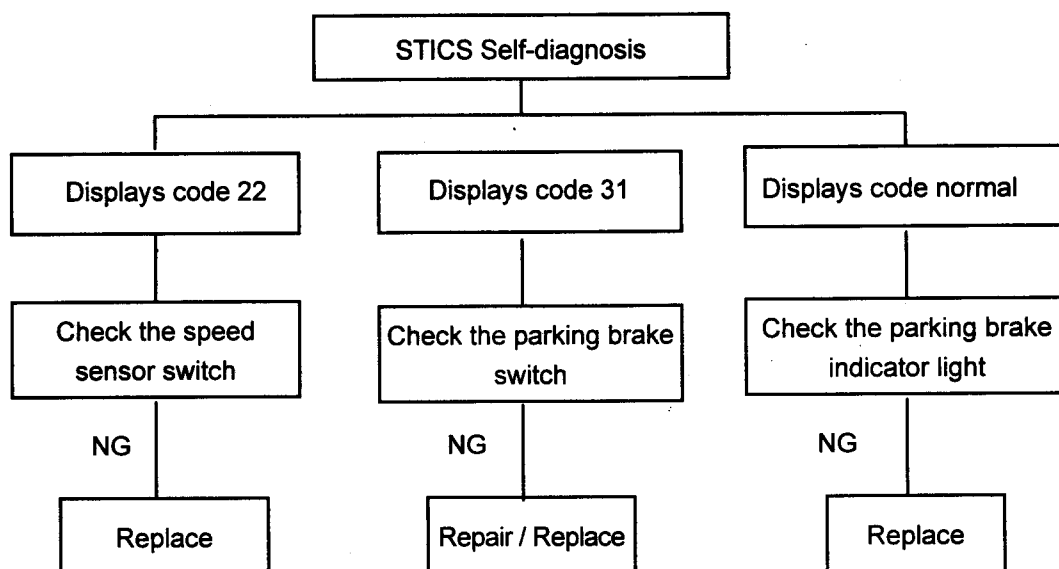 STICS Self-diagnosis
Displays code 22
Displays code 31
Displays code normal
Check the speed
sensor switch
Check the parking brake
switch
Check the parking brake
indicator light
NG
NG
NG
Replace
Repair / Replace
Replace